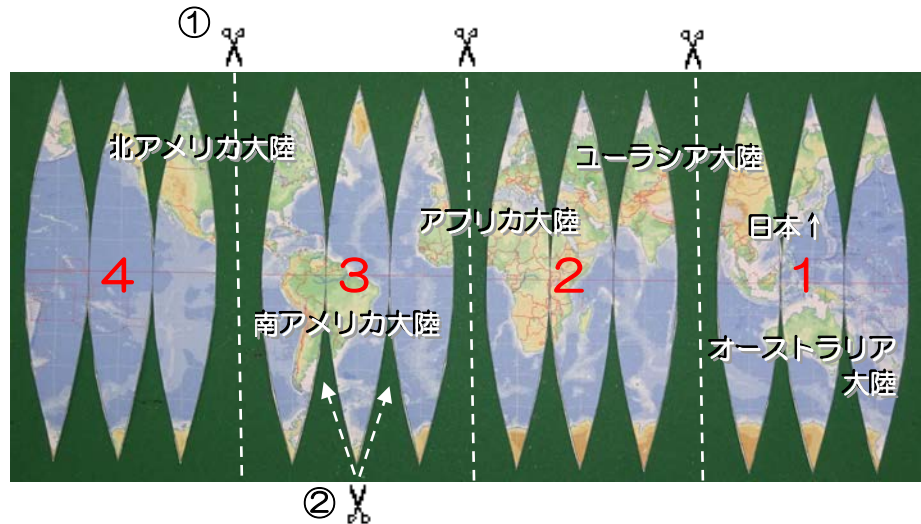 ①
北アメリカ大陸
ユーラシア大陸
アフリカ大陸
日本↑
4
3
2
1
南アメリカ大陸
オーストラリア
大陸
②